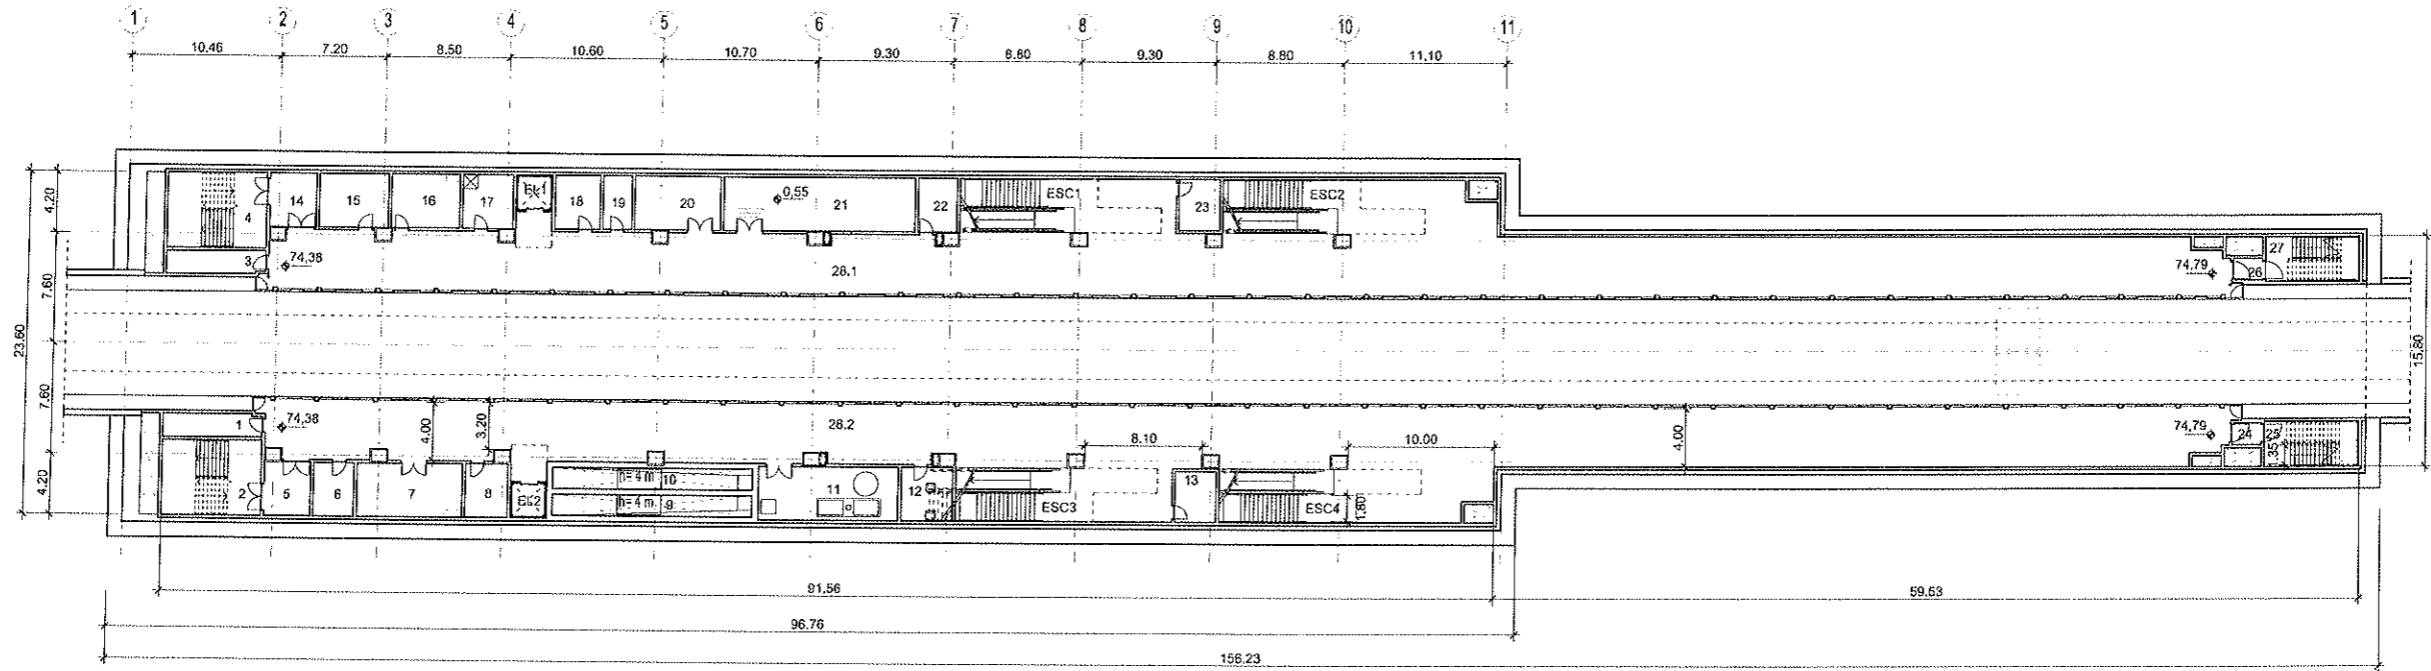 1 2 3 4 5 6 7 8 9 10 11
10.46 7.20 8.50 10.60 10.70 9.30 8.80 9.30 8.80 11.10
4.20
7.60
23.60
7.60
4.20
4 14 15 16 17 18 19 20 0,55 21 22 ESC1 23 ESC2
3 74,38 28.1 74,79 26 27
15,80
1 74,38 4.00 3.20 28.2 8.10 10.00 4.00 74,79 24 25
2 5 6 7 8 h=4 m 10 11 12 13
h=4 m 9 ESC3 ESC4 1.80
91.56 59.53
96.76
156.23